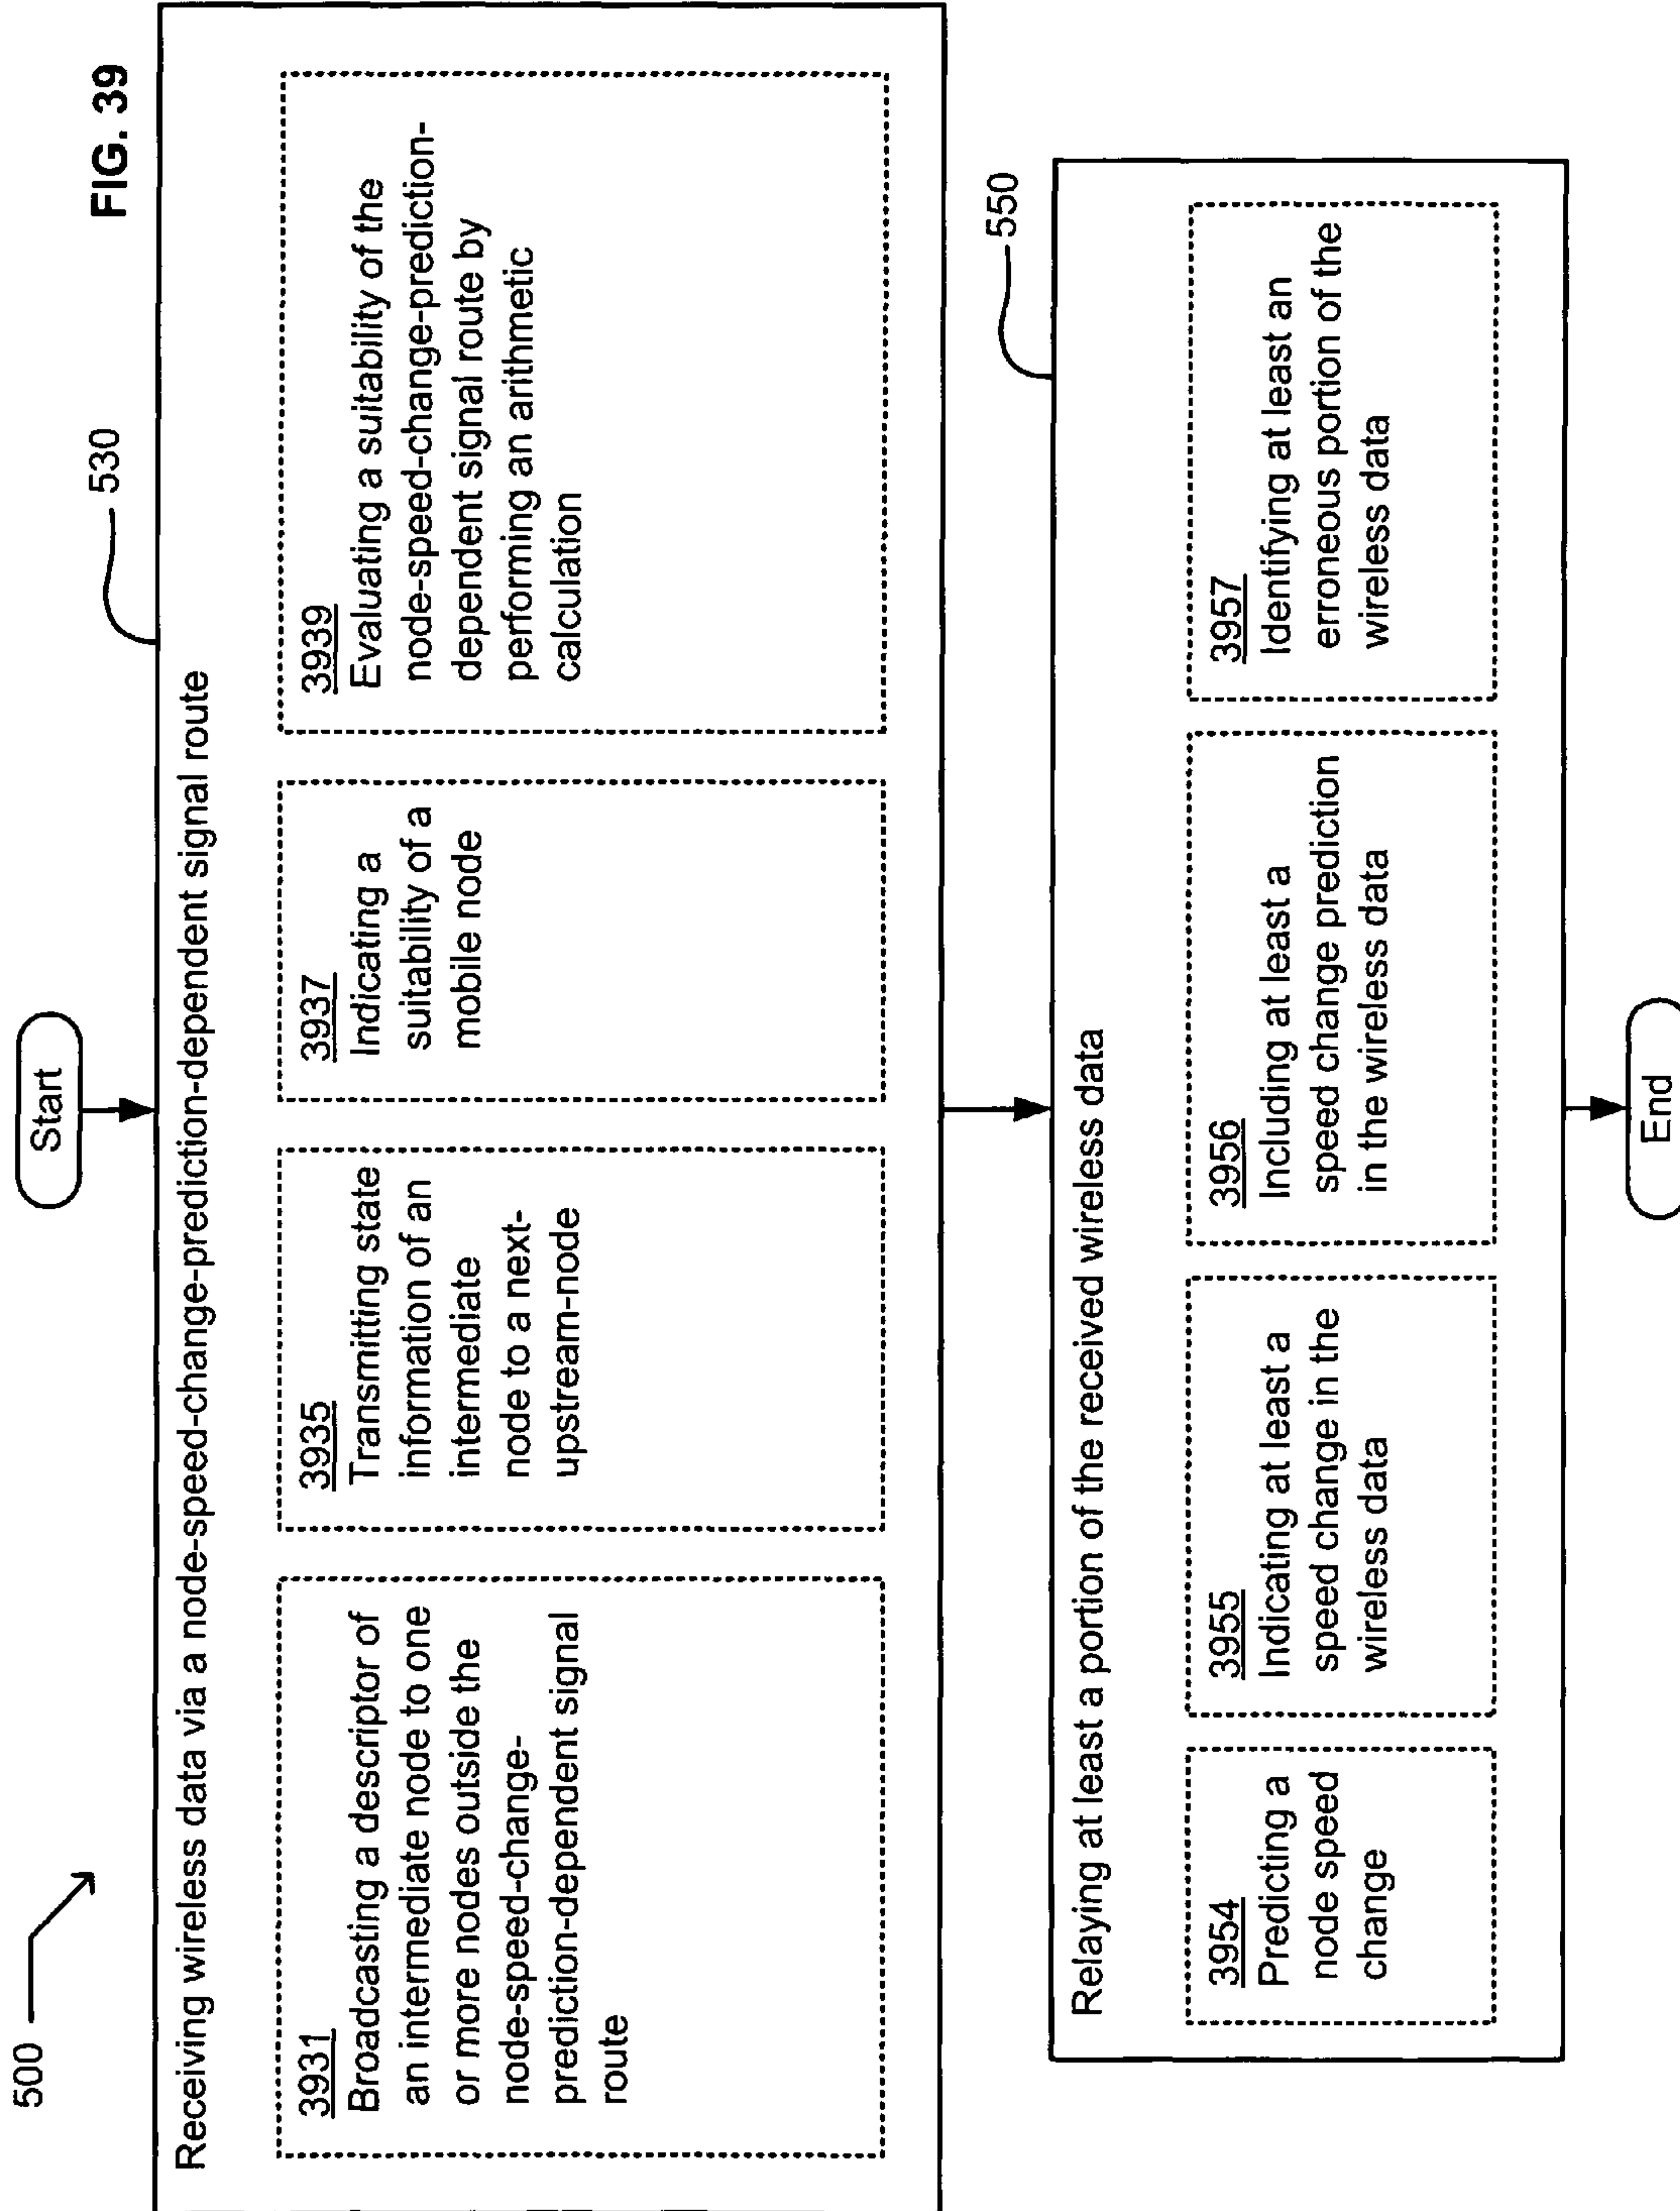 500
Start
FIG. 39
530
Receiving wireless data via a node-speed-change-prediction-dependent signal route
3931
Broadcasting a descriptor of
an intermediate node to one
or more nodes outside the
node-speed-change-
prediction-dependent signal
route
3935
Transmitting state
information of an
intermediate
node to a next-
upstream-node
3937
Indicating a
suitability of a
mobile node
3939
Evaluating a suitability of the
node-speed-change-prediction-
dependent signal route by
performing an arithmetic
calculation
550
Relaying at least a portion of the received wireless data
3954
Predicting a
node speed
change
3955
Indicating at least a
speed change in the
wireless data
3956
Including at least a
speed change prediction
in the wireless data
3957
Identifying at least an
erroneous portion of the
wireless data
End